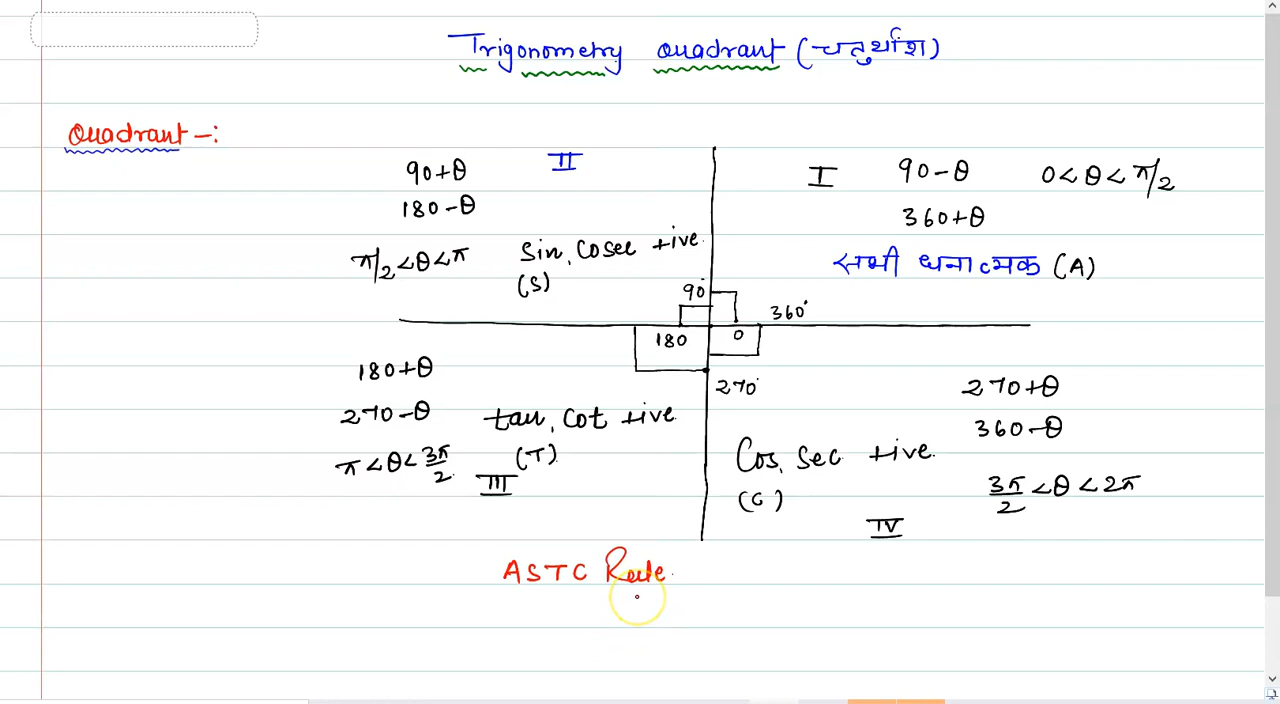 Trigonometry Quadrant (चतुर्थांश)
Quadrant -:
90+θ
II
180-θ
π/2<θ<π
Sin, Cosec +ive
(S)
I
90-θ
0<θ<π/2
360+θ
सभी धनात्मक (A)
90°
360°
180
0
270°
180+θ
270-θ
tan, Cot +ive
π<θ<3π/2
(T)
III
270+θ
360-θ
Cos, Sec +ive.
(C)
3π/2<θ<2π
IV
ASTC Rule.